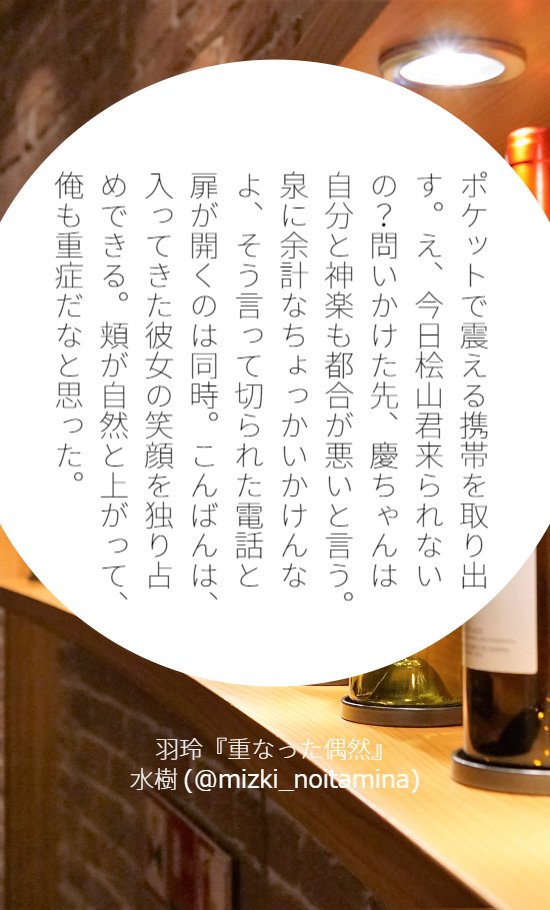 ポケットで震える携帯を取り出
す。え、今日桧山君来られない
の？問いかけた先、慶ちゃんは
自分と神楽も都合が悪いと言う。
泉に余計なちょっかいかけんな
よ、そう言って切られた電話と
扉が開くのは同時。こんばんは、
入ってきた彼女の笑顔を独り占
めできる。頬が自然と上がって、
俺も重症だなと思った。
羽玲『重なった偶然』
水樹 (@mizki_noitamina)